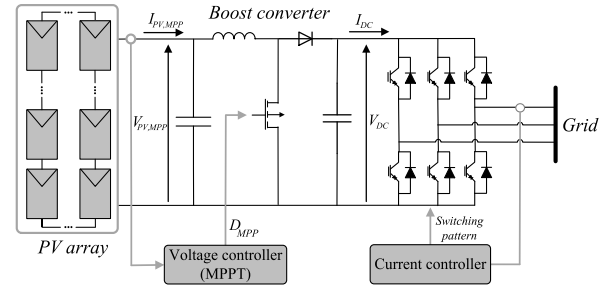 I_PV,MPP
Boost converter
I_DC
V_PV,MPP
V_DC
Grid
D_MPP
Switching
pattern
PV array
Voltage controller
(MPPT)
Current controller